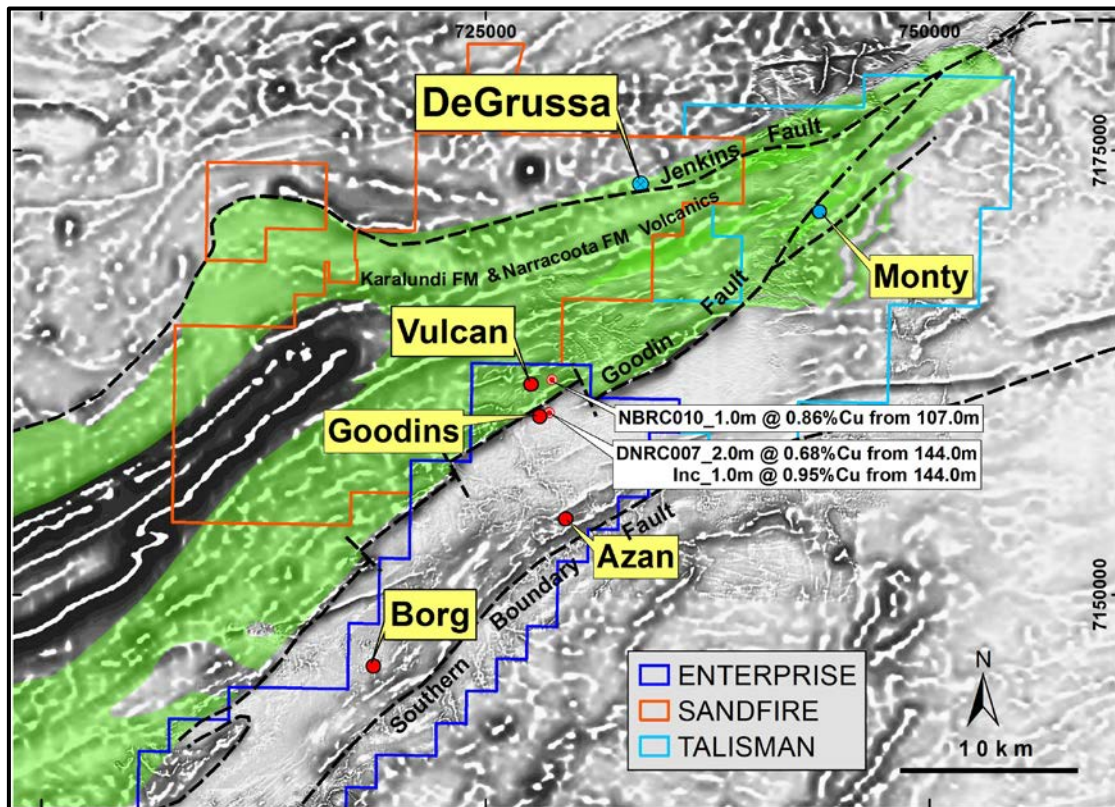 725000
750000
7175000
7150000
DeGrussa
Jenkins Fault
Karalundi FM & Narracoota FM Volcanics
Monty
Vulcan
Goodin Fault
NBRC010_1.0m @ 0.86%Cu from 107.0m
Goodins
DNRC007_2.0m @ 0.68%Cu from 144.0m
Inc_1.0m @ 0.95%Cu from 144.0m
Azan
Southern Boundary Fault
Borg
ENTERPRISE
SANDFIRE
TALISMAN
N
10 km